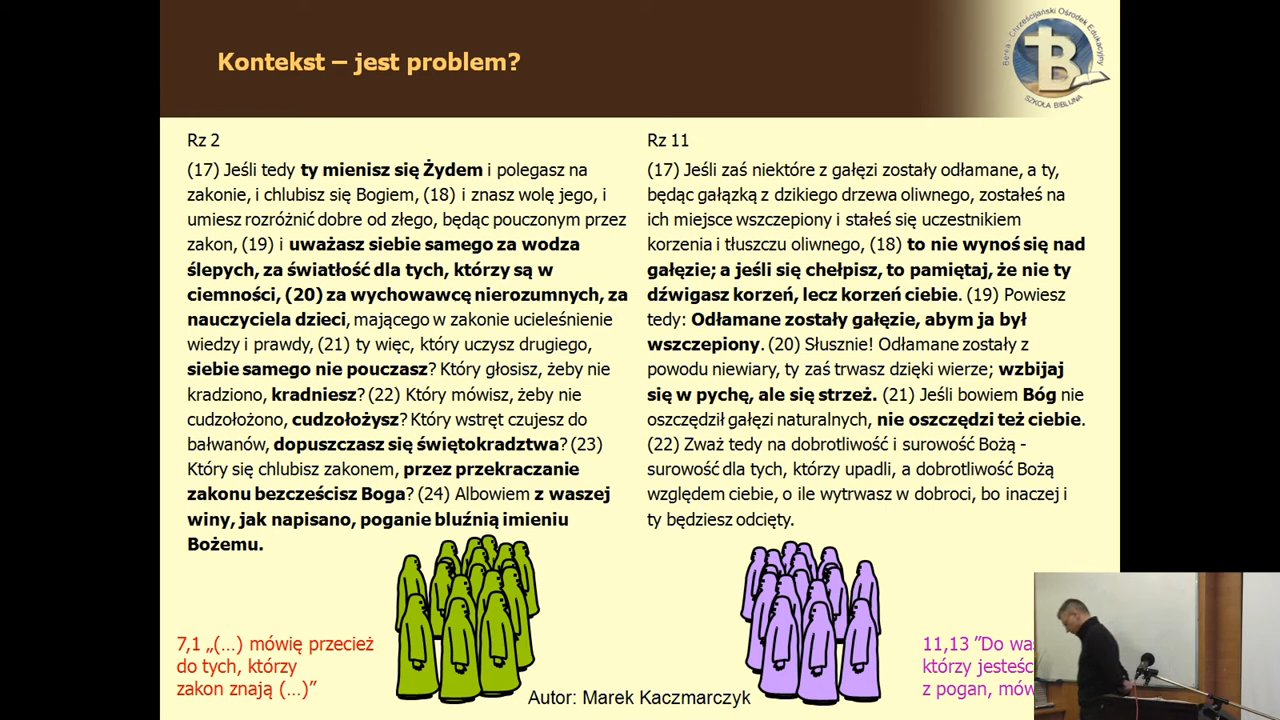 Kontekst – jest problem?
Berea - Chrześcijański Ośrodek Edukacyjny
B
SZKOŁA BIBLIJNA
Rz 2
(17) Jeśli tedy ty mienisz się Żydem i polegasz na
zakonie, i chlubisz się Bogiem, (18) i znasz wolę jego, i
umiesz rozróżnić dobre od złego, będąc pouczonym przez
zakon, (19) i uważasz siebie samego za wodza
ślepych, za światłość dla tych, którzy są w
ciemności, (20) za wychowawcę nierozumnych, za
nauczyciela dzieci, mającego w zakonie ucieleśnienie
wiedzy i prawdy, (21) ty więc, który uczysz drugiego,
siebie samego nie pouczasz? Który głosisz, żeby nie
kradziono, kradniesz? (22) Który mówisz, żeby nie
cudzołożono, cudzołożysz? Który wstręt czujesz do
bałwanów, dopuszczasz się świętokradztwa? (23)
Który się chlubisz zakonem, przez przekraczanie
zakonu bezcześcisz Boga? (24) Albowiem z waszej
winy, jak napisano, poganie bluźnią imieniu
Bożemu.
Rz 11
(17) Jeśli zaś niektóre z gałęzi zostały odłamane, a ty,
będąc gałązką z dzikiego drzewa oliwnego, zostałeś na
ich miejsce wszczepiony i stałeś się uczestnikiem
korzenia i tłuszczu oliwnego, (18) to nie wynoś się nad
gałęzie; a jeśli się chełpisz, to pamiętaj, że nie ty
dźwigasz korzeń, lecz korzeń ciebie. (19) Powiesz
tedy: Odłamane zostały gałęzie, abym ja był
wszczepiony. (20) Słusznie! Odłamane zostały z
powodu niewiary, ty zaś trwasz dzięki wierze; wzbijaj
się w pychę, ale się strzeż. (21) Jeśli bowiem Bóg nie
oszczędził gałęzi naturalnych, nie oszczędzi też ciebie.
(22) Zważ tedy na dobrotliwość i surowość Bożą -
surowość dla tych, którzy upadli, a dobrotliwość Bożą
względem ciebie, o ile wytrwasz w dobroci, bo inaczej i
ty będziesz odcięty.
7,1 „(…) mówię przecież
do tych, którzy
zakon znają (…)”
11,13 ”Do
którzy
z pogan,
Autor: Marek Kaczmarczyk